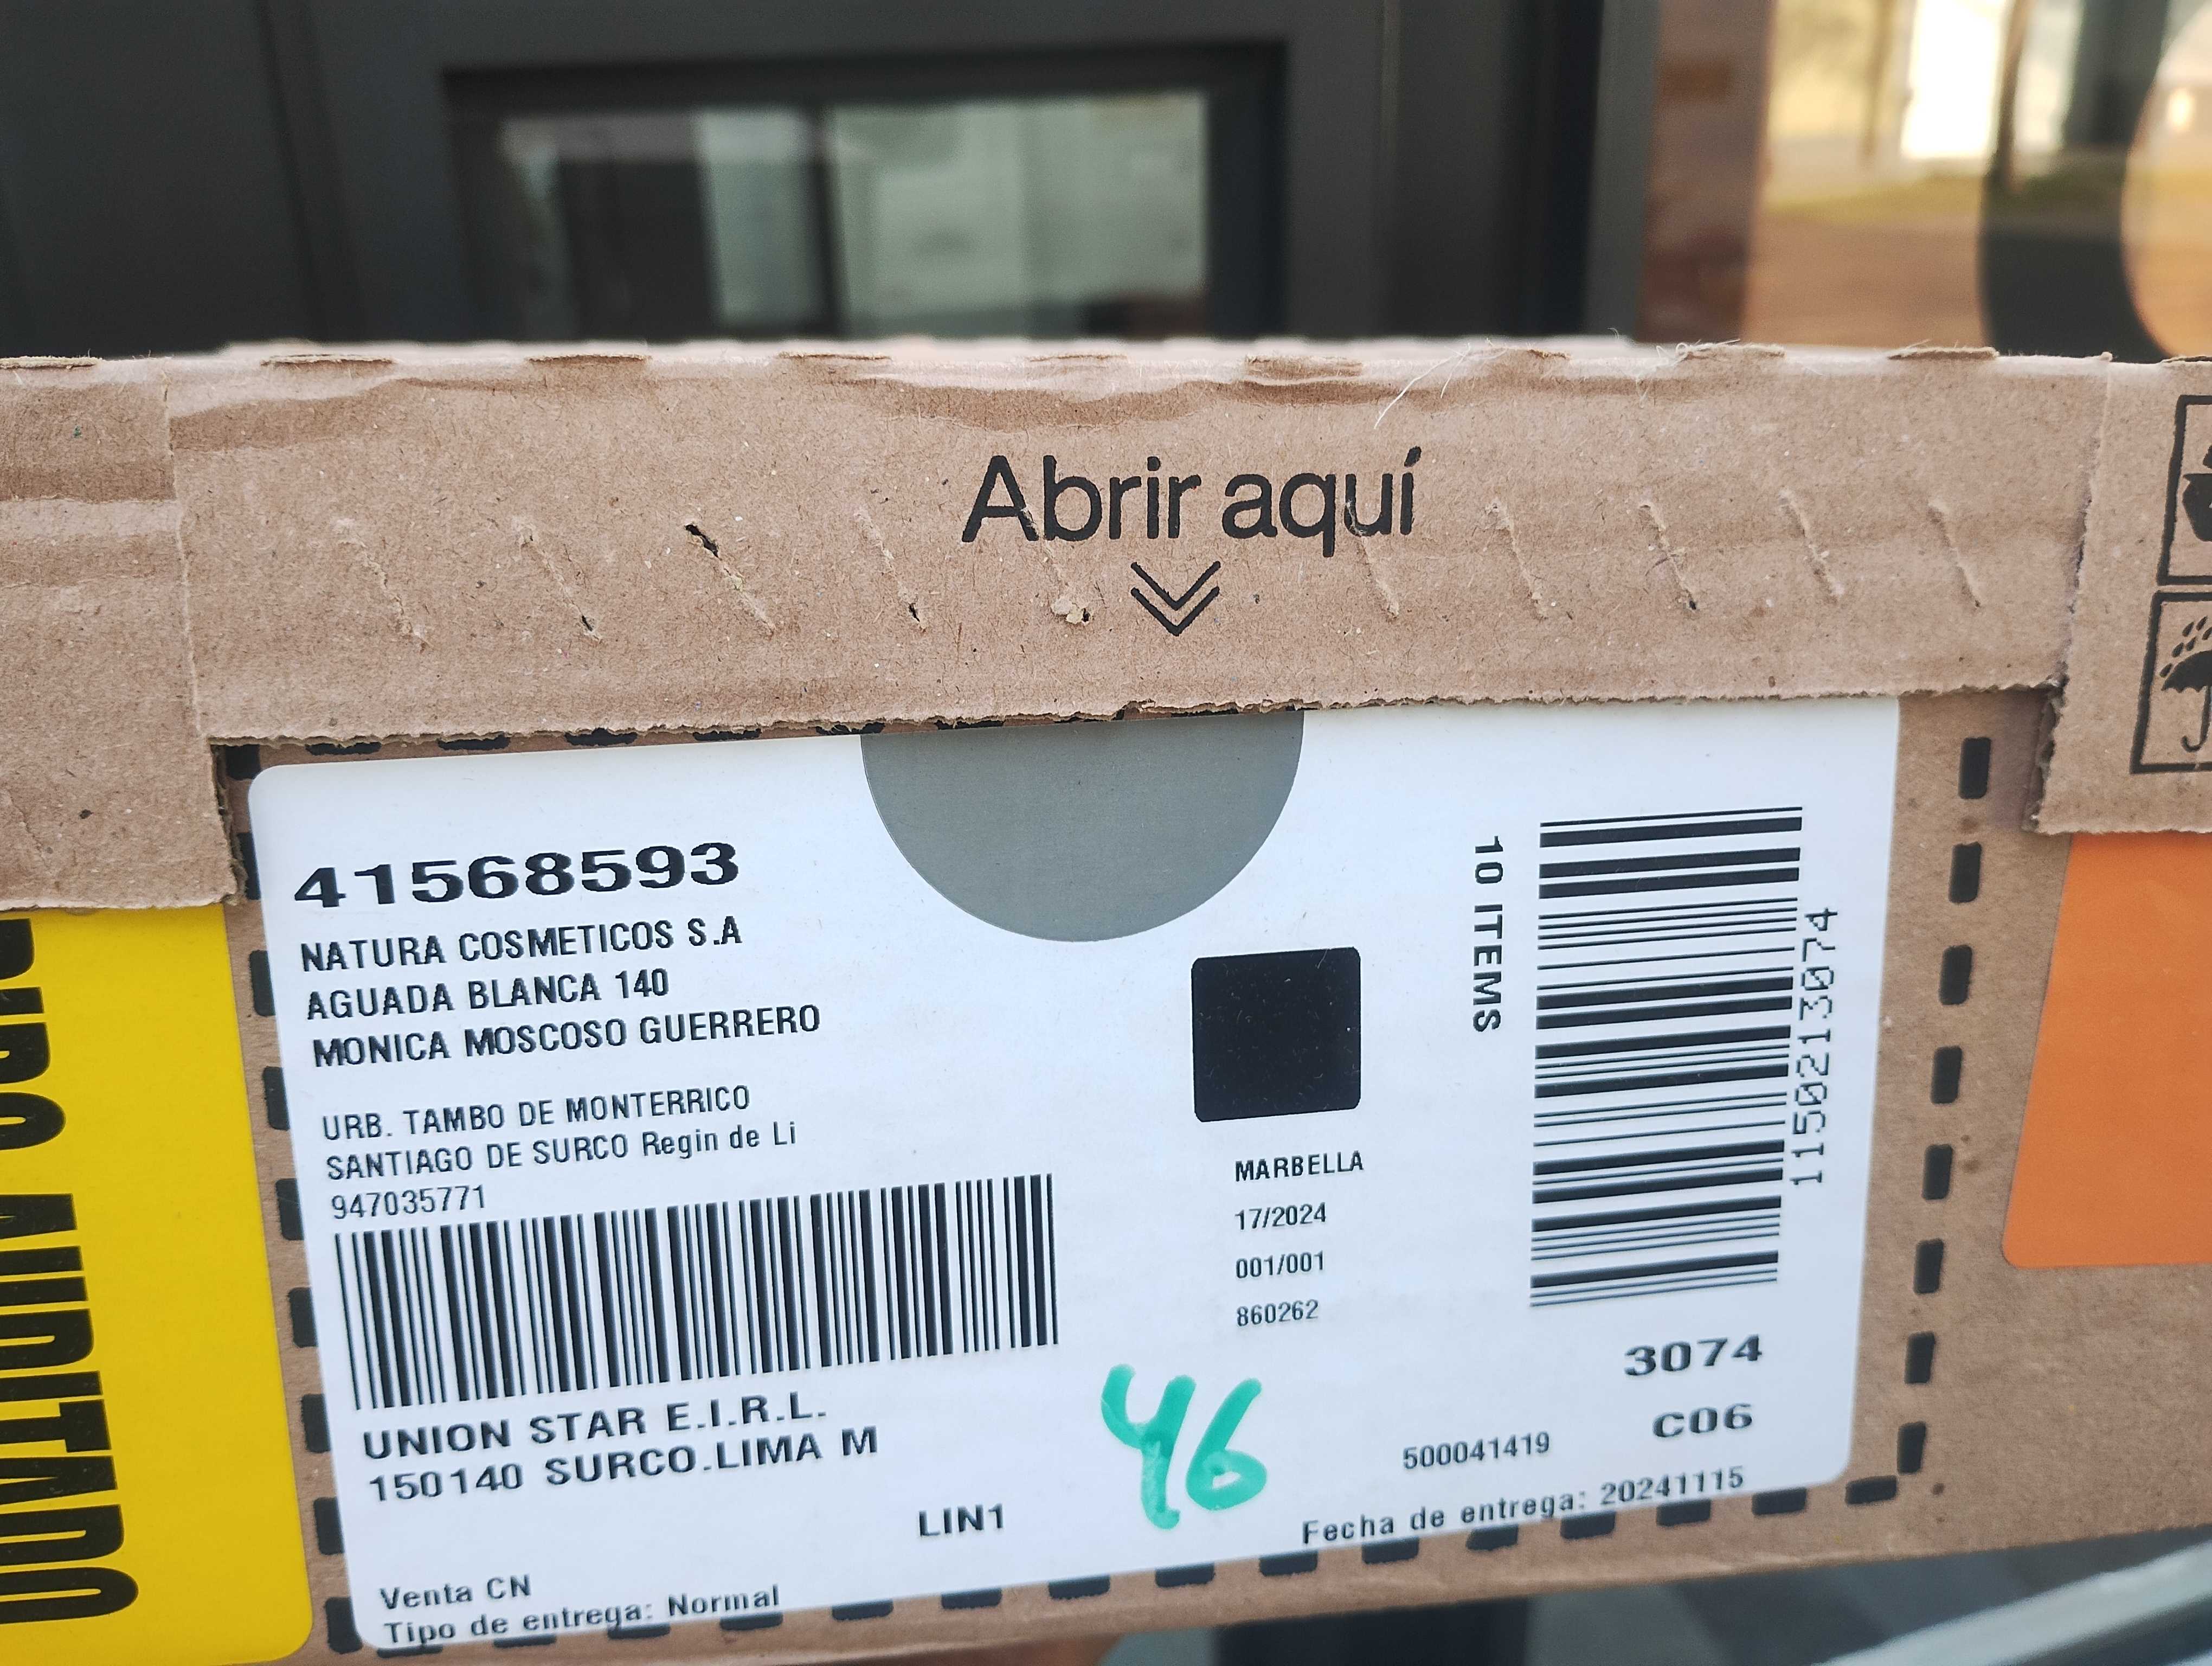 Abrir aquí
41568593
NATURA COSMETICOS S.A
AGUADA BLANCA 140
MONICA MOSCOSO GUERRERO
URB. TAMBO DE MONTERRICO
SANTIAGO DE SURCO Regin de Li
947035771
UNION STAR E.I.R.L.
150140 SURCO.LIMA M
LIN1
Venta CN
Tipo de entrega: Normal
MARBELLA
17/2024
001/001
860262
46
10 ITEMS
1150213074
3074
C06
500041419
Fecha de entrega: 20241115
AUDITADO